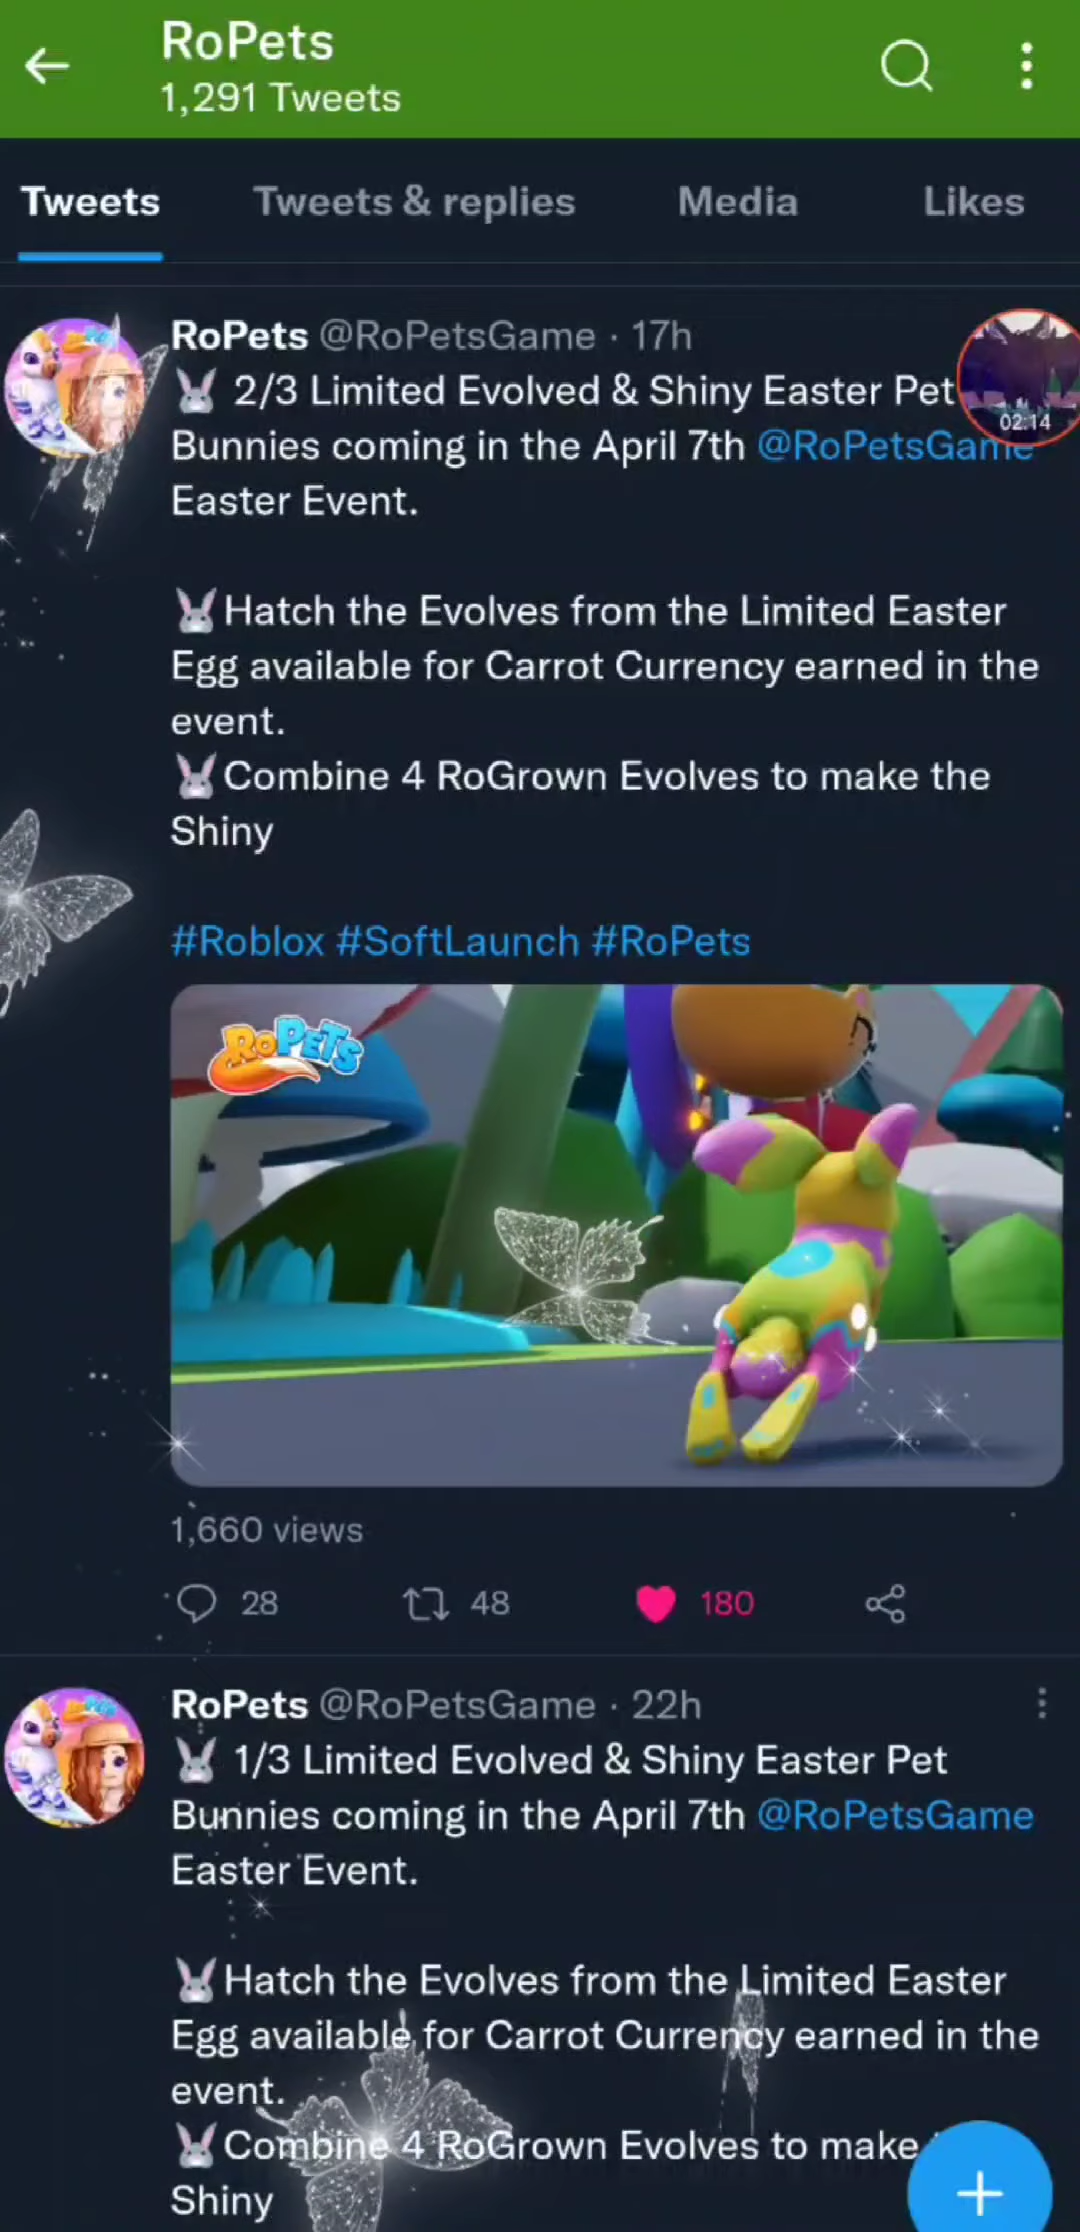 RoPets
1,291 Tweets
Tweets Tweets & replies Media Likes
RoPets @RoPetsGame · 17h
🐰 2/3 Limited Evolved & Shiny Easter Pet
02:14
Bunnies coming in the April 7th @RoPetsGame
Easter Event.
🐰Hatch the Evolves from the Limited Easter
Egg available for Carrot Currency earned in the
event.
🐰Combine 4 RoGrown Evolves to make the
Shiny
#Roblox #SoftLaunch #RoPets
ROPETS
1,660 views
28 48 180
RoPets @RoPetsGame · 22h
🐰 1/3 Limited Evolved & Shiny Easter Pet
Bunnies coming in the April 7th @RoPetsGame
Easter Event.
🐰Hatch the Evolves from the Limited Easter
Egg available for Carrot Currency earned in the
event.
🐰Combine 4 RoGrown Evolves to make
Shiny